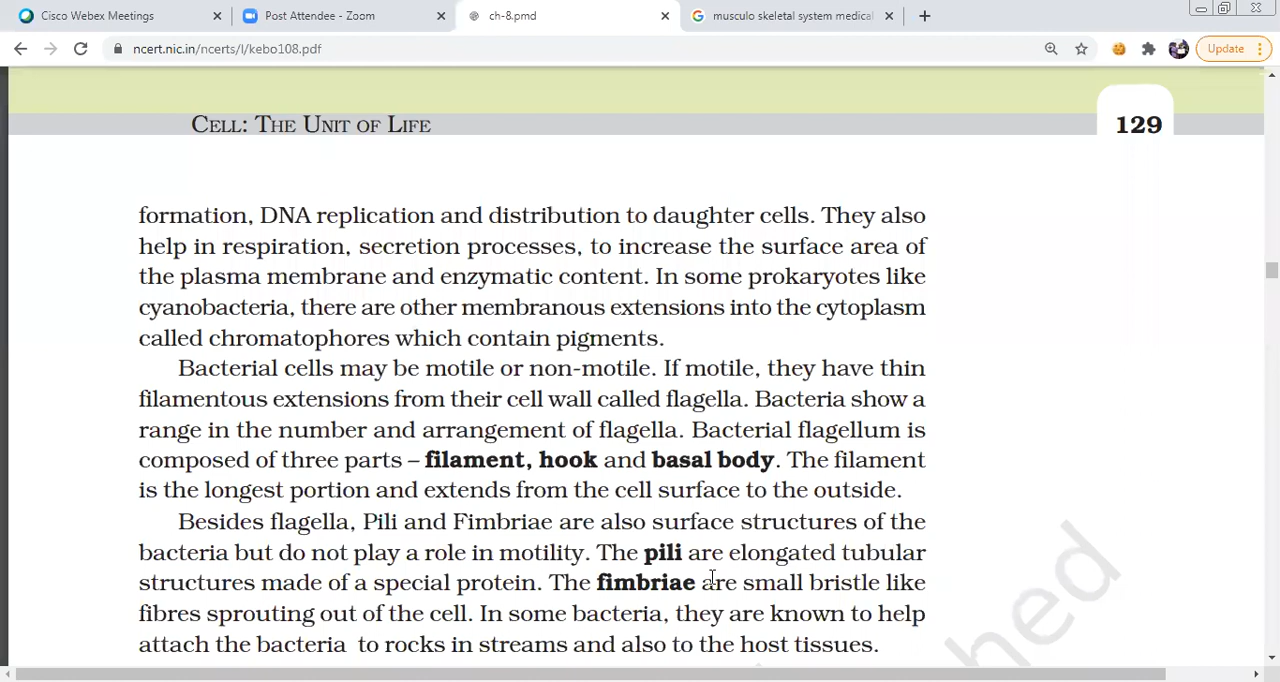 Cisco Webex Meetings
Post Attendee - Zoom
ch-8.pmd
musculo skeletal system medical
ncert.nic.in/ncerts/l/kebo108.pdf
Update
CELL: THE UNIT OF LIFE
129
formation, DNA replication and distribution to daughter cells. They also
help in respiration, secretion processes, to increase the surface area of
the plasma membrane and enzymatic content. In some prokaryotes like
cyanobacteria, there are other membranous extensions into the cytoplasm
called chromatophores which contain pigments.
Bacterial cells may be motile or non-motile. If motile, they have thin
filamentous extensions from their cell wall called flagella. Bacteria show a
range in the number and arrangement of flagella. Bacterial flagellum is
composed of three parts – filament, hook and basal body. The filament
is the longest portion and extends from the cell surface to the outside.
Besides flagella, Pili and Fimbriae are also surface structures of the
bacteria but do not play a role in motility. The pili are elongated tubular
structures made of a special protein. The fimbriae are small bristle like
fibres sprouting out of the cell. In some bacteria, they are known to help
attach the bacteria to rocks in streams and also to the host tissues.
hed